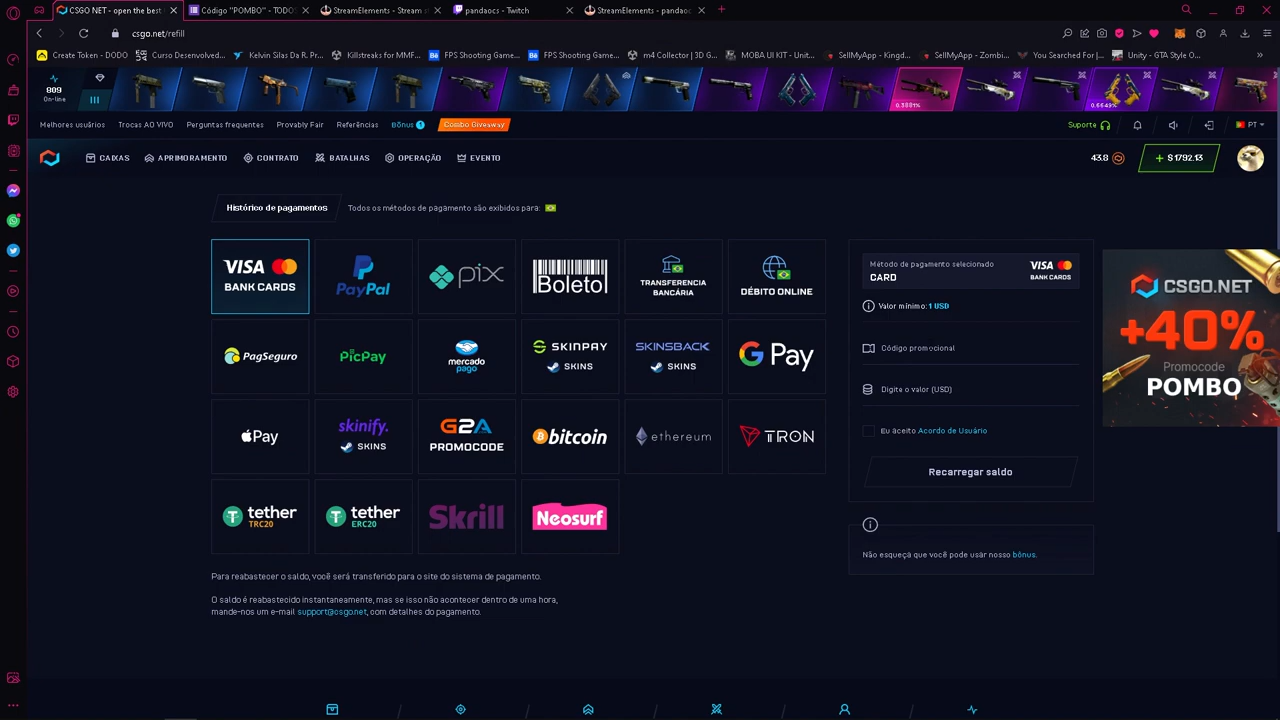 CSGO.NET - open the best
Código "POMBO" - TODOS
StreamElements - Stream s
pandaocs - Twitch
StreamElements - pandaoc
csgo.net/refill
Create Token - DODO
Curso Desenvolved...
Kelvin Silas Da R. Pr...
Killstreaks for MMF...
FPS Shooting Game...
FPS Shooting Game...
m4 Collector | 3D G...
MOBA UI KIT - Unit...
SellMyApp - Kingd...
SellMyApp - Zombi...
You Searched For |...
Unity - GTA Style O...
809
On-line
0.3881%
0.6649%
Melhores usuários
Trocas AO VIVO
Perguntas frequentes
Provably Fair
Referências
Bônus
Combo Giveaway
Suporte
PT
CAIXAS
APRIMORAMENTO
CONTRATO
BATALHAS
OPERAÇÃO
EVENTO
43.8
+ $ 1792.13
Histórico de pagamentos
Todos os métodos de pagamento são exibidos para:
VISA
BANK CARDS
PayPal
pix
Boleto
TRANSFERENCIA
BANCÁRIA
DÉBITO ONLINE
PagSeguro
PicPay
mercado
pago
SKINPAY
SKINS
SKINSBACK
SKINS
G Pay
Pay
skinify.
SKINS
G2A
PROMOCODE
bitcoin
ethereum
TRON
tether
TRC20
tether
ERC20
Skrill
Neosurf
Para reabastecer o saldo, você será transferido para o site do sistema de pagamento.
O saldo é reabastecido instantaneamente, mas se isso não acontecer dentro de uma hora,
mande-nos um e-mail support@csgo.net, com detalhes do pagamento.
Método de pagamento selecionado
CARD
VISA
BANK CARDS
Valor mínimo: 1 USD
Código promocional
Digite o valor (USD)
Eu aceito Acordo de Usuário
Recarregar saldo
Não esqueça que você pode usar nosso bônus.
CSGO.NET
+40%
Promocode
POMBO